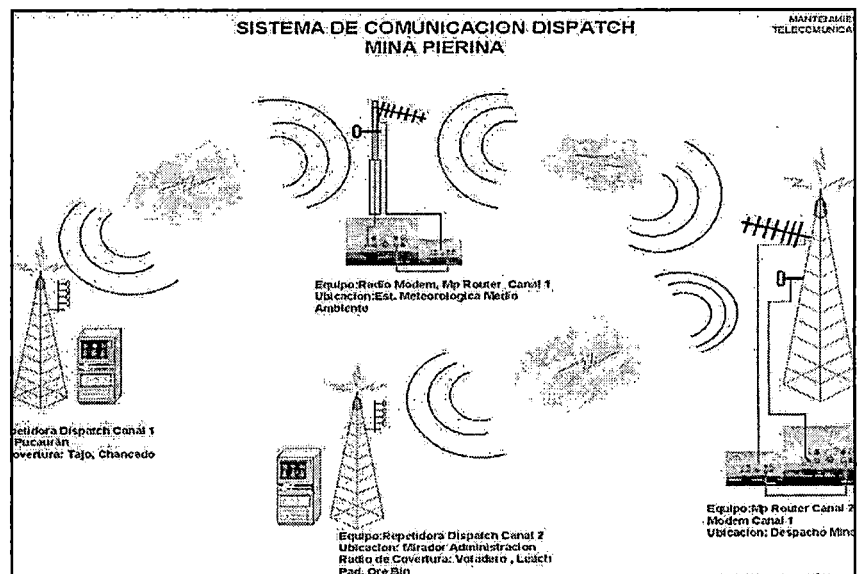 SISTEMA DE COMUNICACION DISPATCH
MINA PIERINA
Equipo:Radio Modem, Mp Router, Canal 1
Ubicacion:Est. Meteorologica Medio
Ambiente
Dispatch Canal 1
Pucaurán
Tajo, Chancado
Equipo:Repetidora Dispatch Canal 2
Ubicacion: Mirador Administracion
Radio de Covertura: Votadero , Leach
Pad, Ore Bin
Equipo:Mp Router Canal 2
Modem Canal 1
Ubicacion: Despacho